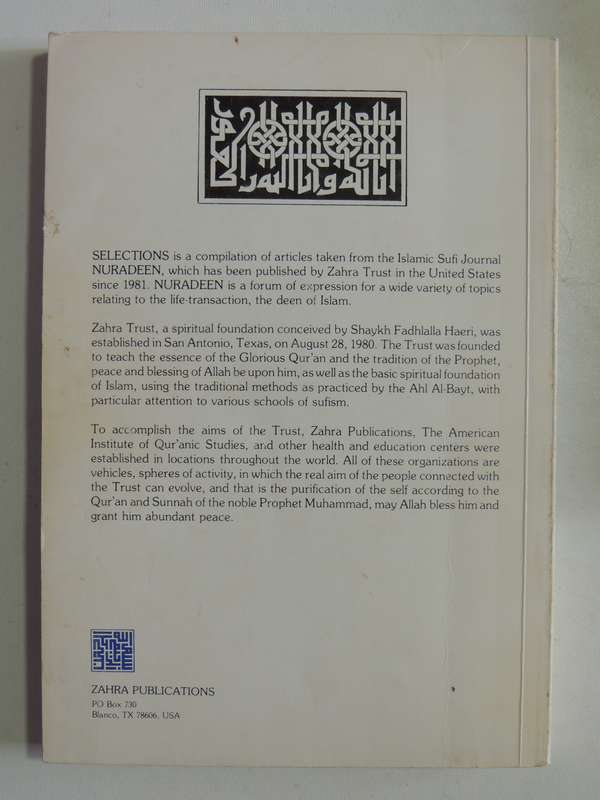 انا لله وانا اليه راجعون
SELECTIONS is a compilation of articles taken from the Islamic Sufi Journal
NURADEEN, which has been published by Zahra Trust in the United States
since 1981. NURADEEN is a forum of expression for a wide variety of topics
relating to the life-transaction, the deen of Islam.
Zahra Trust, a spiritual foundation conceived by Shaykh Fadhlalla Haeri, was
established in San Antonio, Texas, on August 28, 1980. The Trust was founded
to teach the essence of the Glorious Qur'an and the tradition of the Prophet,
peace and blessing of Allah be upon him, as well as the basic spiritual foundation
of Islam, using the traditional methods as practiced by the Ahl Al-Bayt, with
particular attention to various schools of sufism.
To accomplish the aims of the Trust, Zahra Publications, The American
Institute of Qur'anic Studies, and other health and education centers were
established in locations throughout the world. All of these organizations are
vehicles, spheres of activity, in which the real aim of the people connected with
the Trust can evolve, and that is the purification of the self according to the
Qur'an and Sunnah of the noble Prophet Muhammad, may Allah bless him and
grant him abundant peace.
ZAHRA PUBLICATIONS
PO Box 730
Blanco, TX 78606, USA